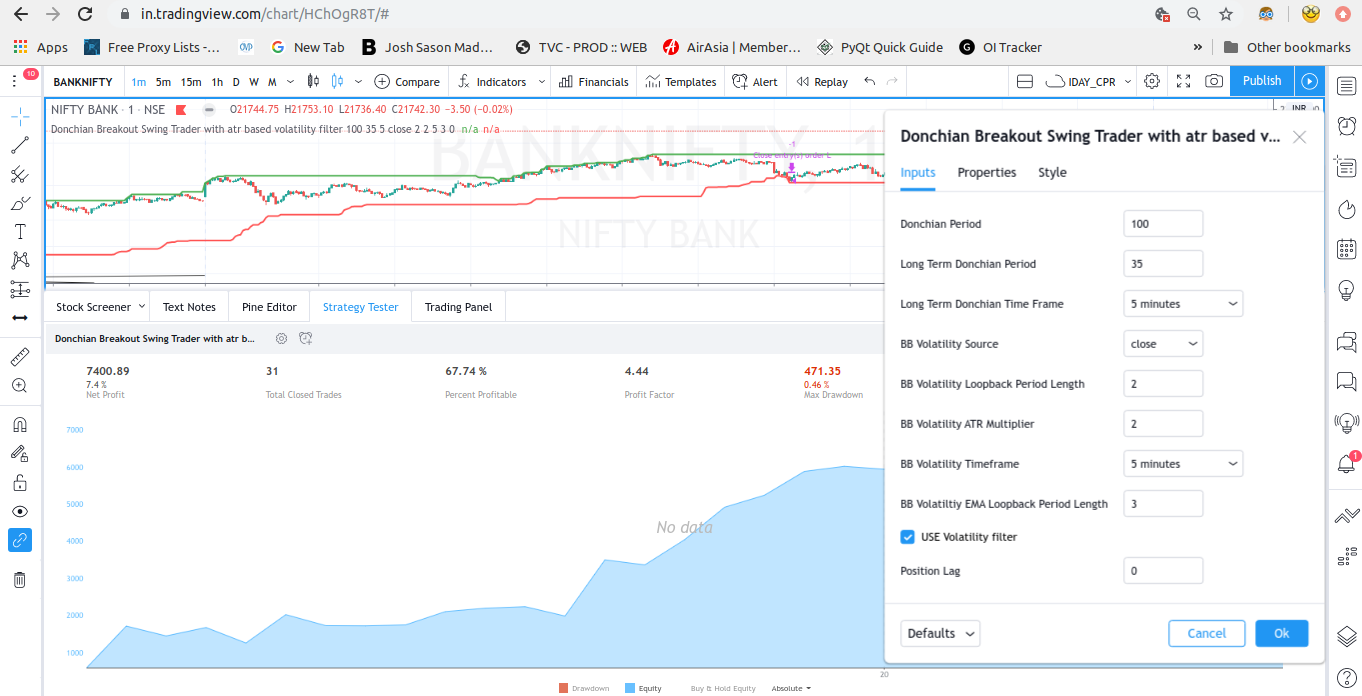 in.tradingview.com/chart/HChOgR8T/#
Apps Free Proxy Lists -... New Tab Josh Sason Mad... TVC - PROD :: WEB AirAsia | Member... PyQt Quick Guide OI Tracker » Other bookmarks
10 BANKNIFTY 1m 5m 15m 1h D W M Compare Indicators Financials Templates Alert Replay IDAY_CPR Publish
NIFTY BANK · 1 · NSE O21744.75 H21753.10 L21736.40 C21742.30 −3.50 (−0.02%)
INR
Donchian Breakout Swing Trader with atr based volatility filter 100 35 5 close 2 2 5 3 0 n/a n/a
BANKNIFTY, 1
NIFTY BANK
-1
Close entry(s) order L
Stock Screener Text Notes Pine Editor Strategy Tester Trading Panel
Donchian Breakout Swing Trader with atr b...
7400.89 31 67.74 % 4.44 471.35
7.4 % 0.46 %
Net Profit Total Closed Trades Percent Profitable Profit Factor Max Drawdown
7000
6000
5000
4000
3000
2000
1000
No data
20
Drawdown Equity Buy & Hold Equity Absolute
Donchian Breakout Swing Trader with atr based v...
Inputs Properties Style
Donchian Period 100
Long Term Donchian Period 35
Long Term Donchian Time Frame 5 minutes
BB Volatility Source close
BB Volatility Loopback Period Length 2
BB Volatility ATR Multiplier 2
BB Volatility Timeframe 5 minutes
BB Volatiltiy EMA Loopback Period Length 3
USE Volatility filter
Position Lag 0
Defaults Cancel Ok
1